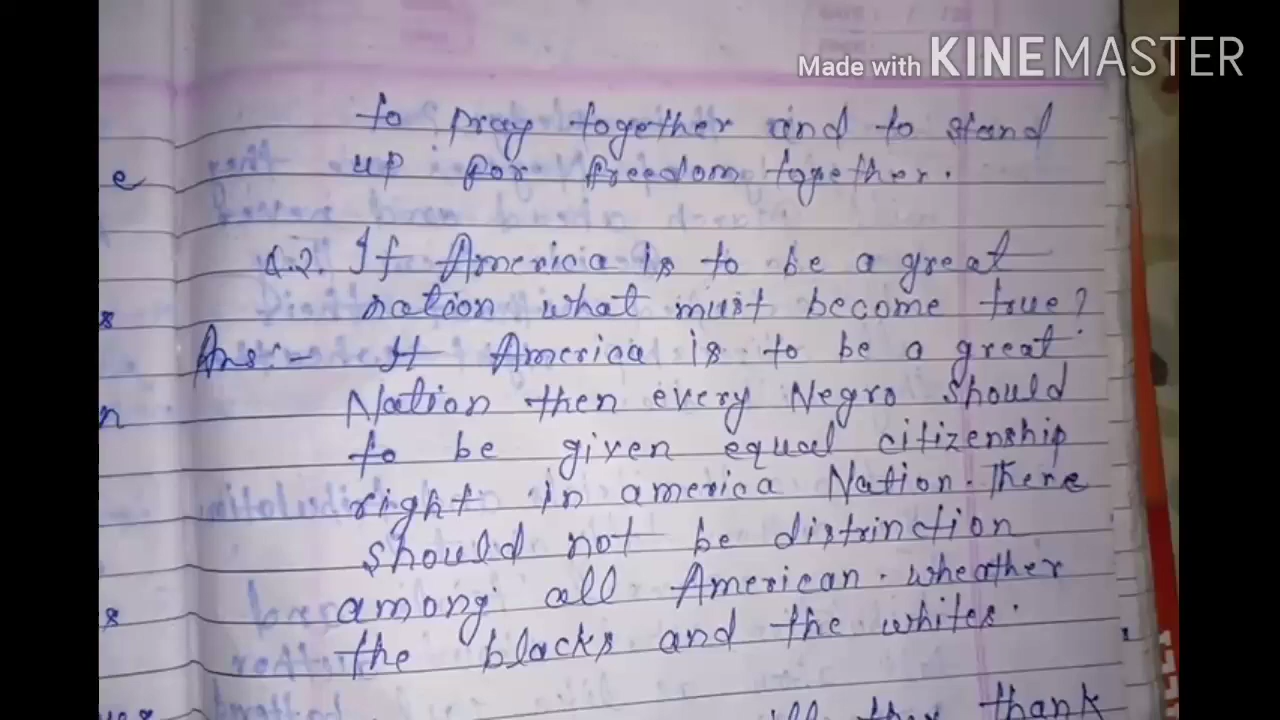 Made with KINEMASTER
to pray together and to stand
up for freedom together.
Q.2. If America is to be a great
nation what must become true?
Ans:- If America is to be a great
Nation then every Negro should
to be given equal citizenship
right in america Nation. There
should not be distrinction
among all American. wheather
the blacks and the whites.
thank